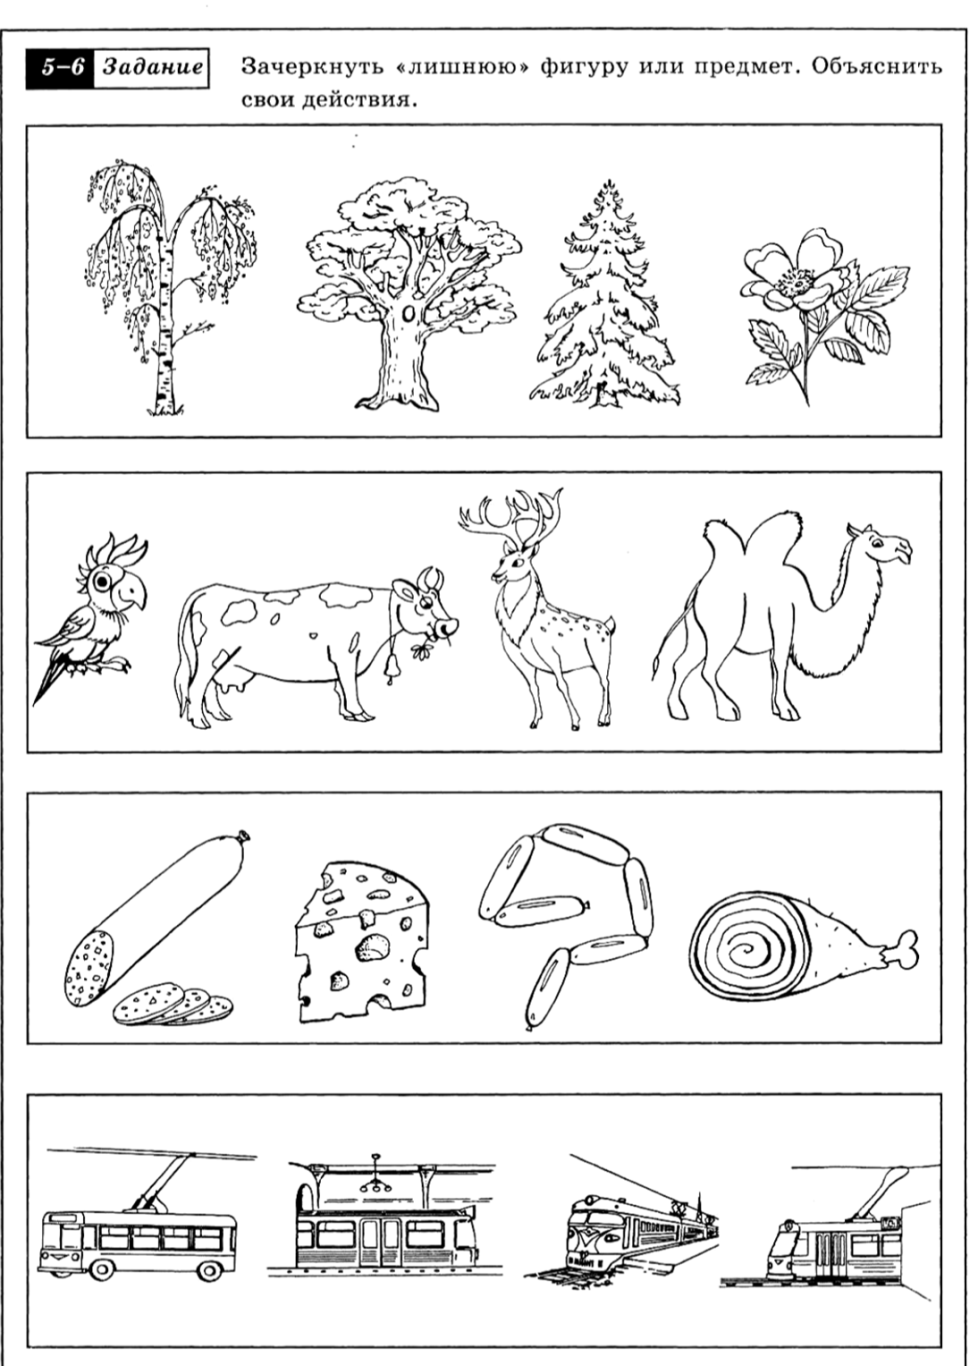 5–6 Задание
Зачеркнуть «лишнюю» фигуру или предмет. Объяснить
свои действия.